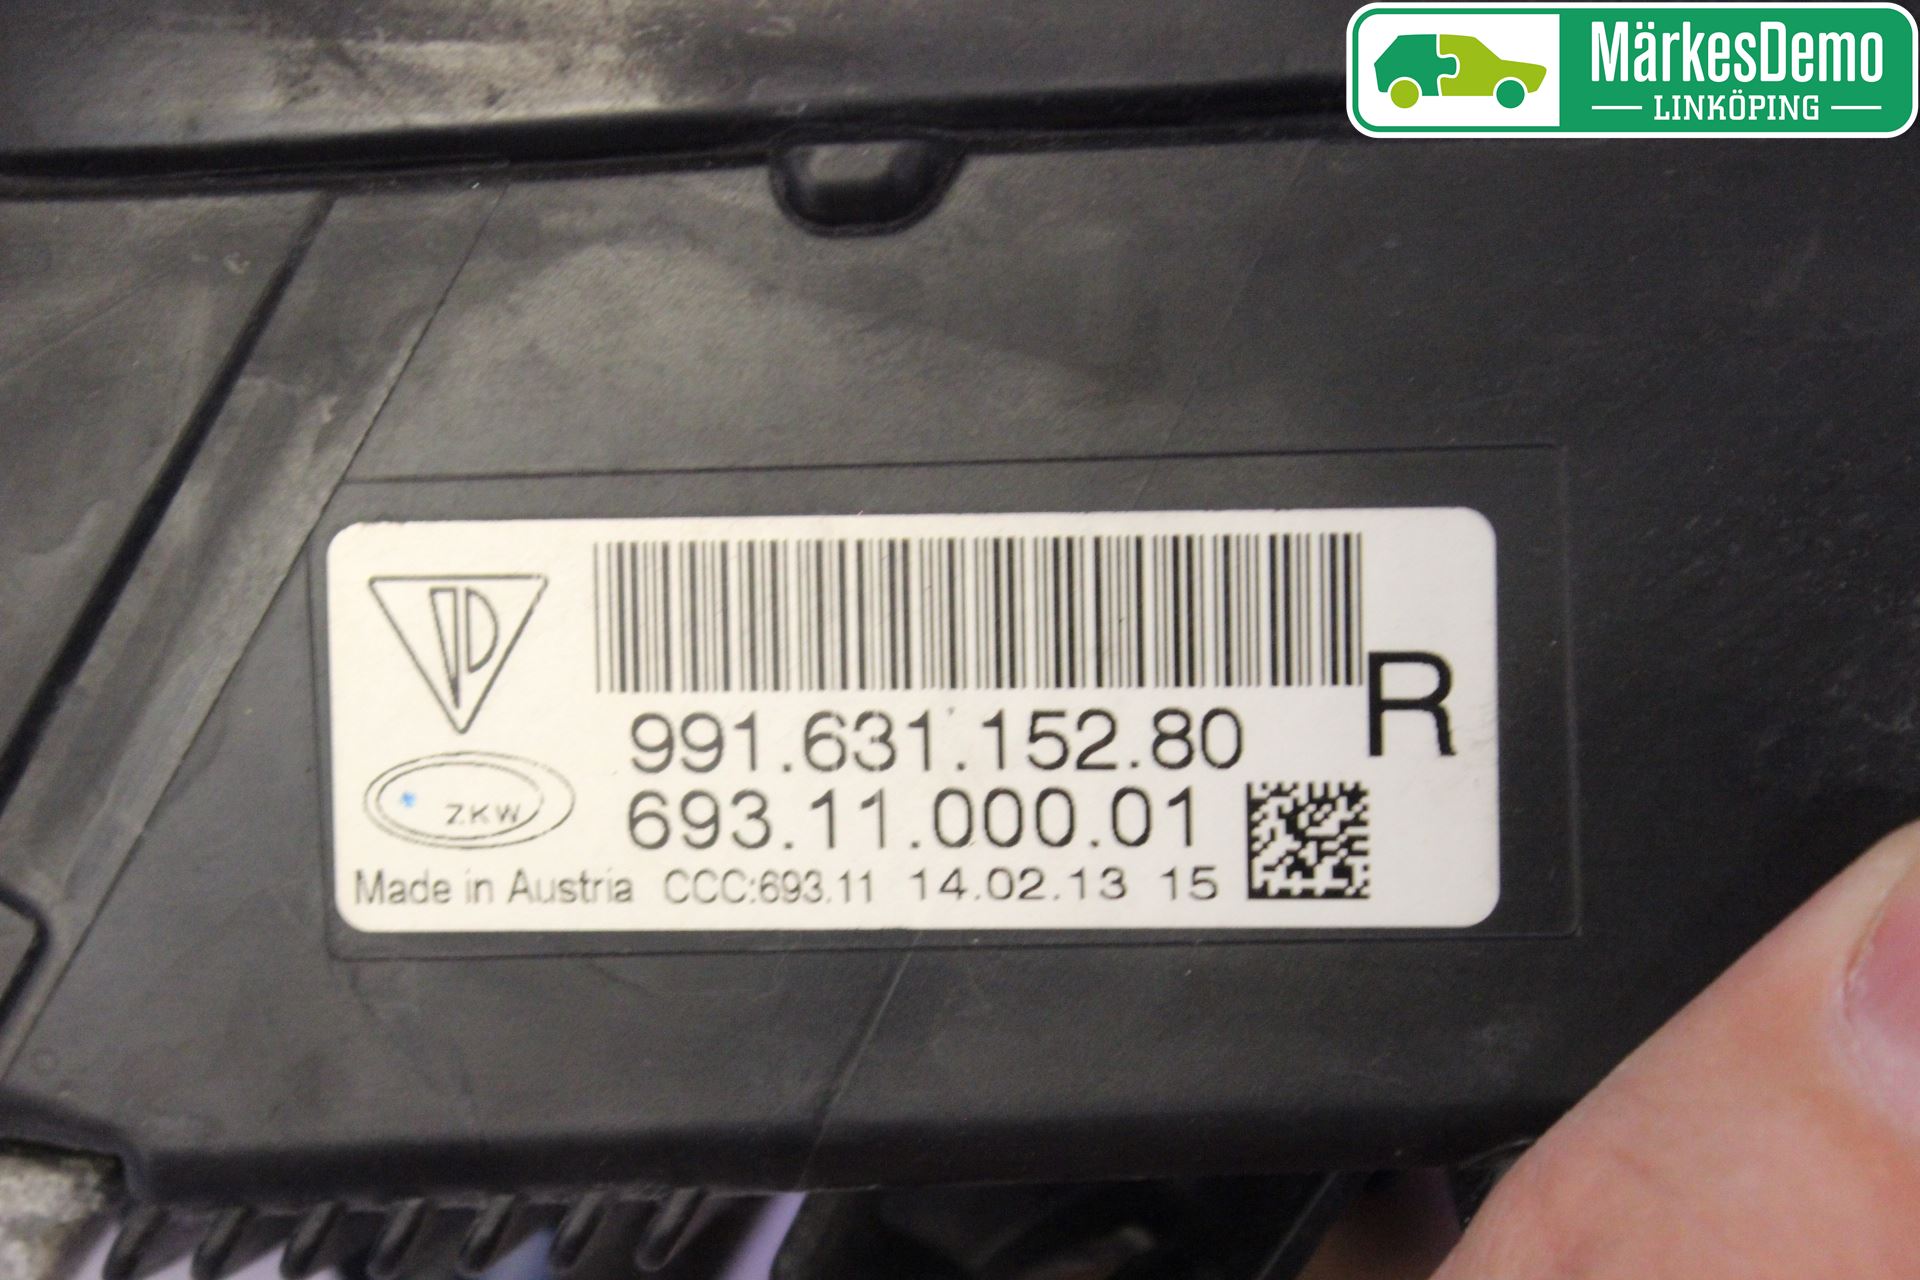 MärkesDemo
LINKÖPING
991.631.152.80
R
693.11.000.01
ZKW
Made in Austria CCC:693.11 14.02.13 15